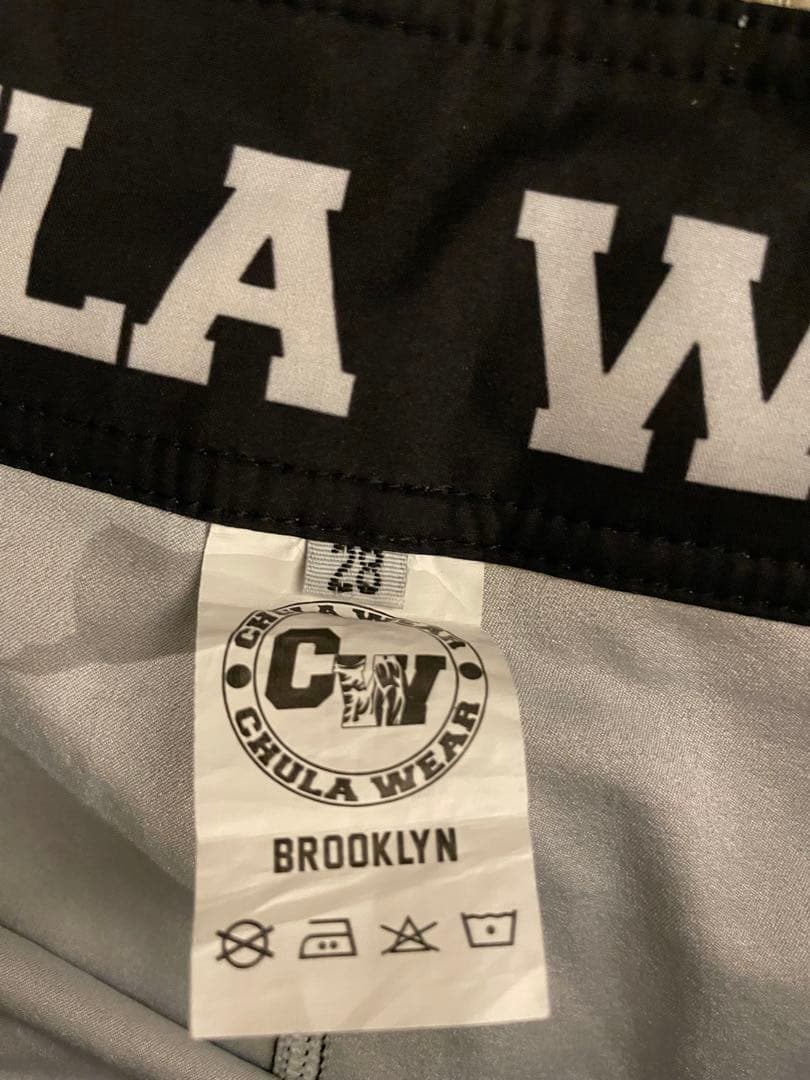 LA W
28
CHULA WEAR
CW
CHULA WEAR
BROOKLYN